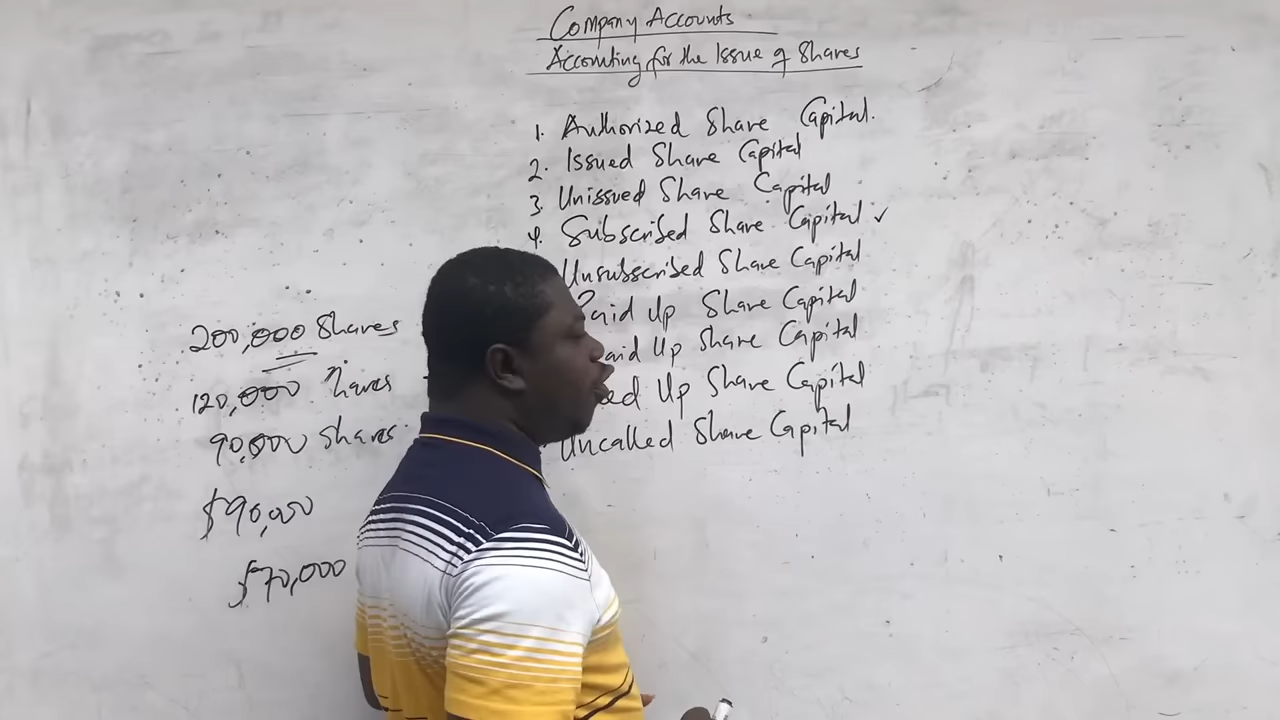 Company Accounts
Accounting for the Issue of Shares
1. Authorized Share Capital.
2. Issued Share Capital
3 Unissued Share Capital
4. Subscribed Share Capital ✓
Unsubscribed Share Capital
Paid Up Share Capital
aid Up Share Capital
ed Up Share Capital
Uncalled Share Capital
200,000 Shares
120,000
90,000 Shares
$90,000
$70,000